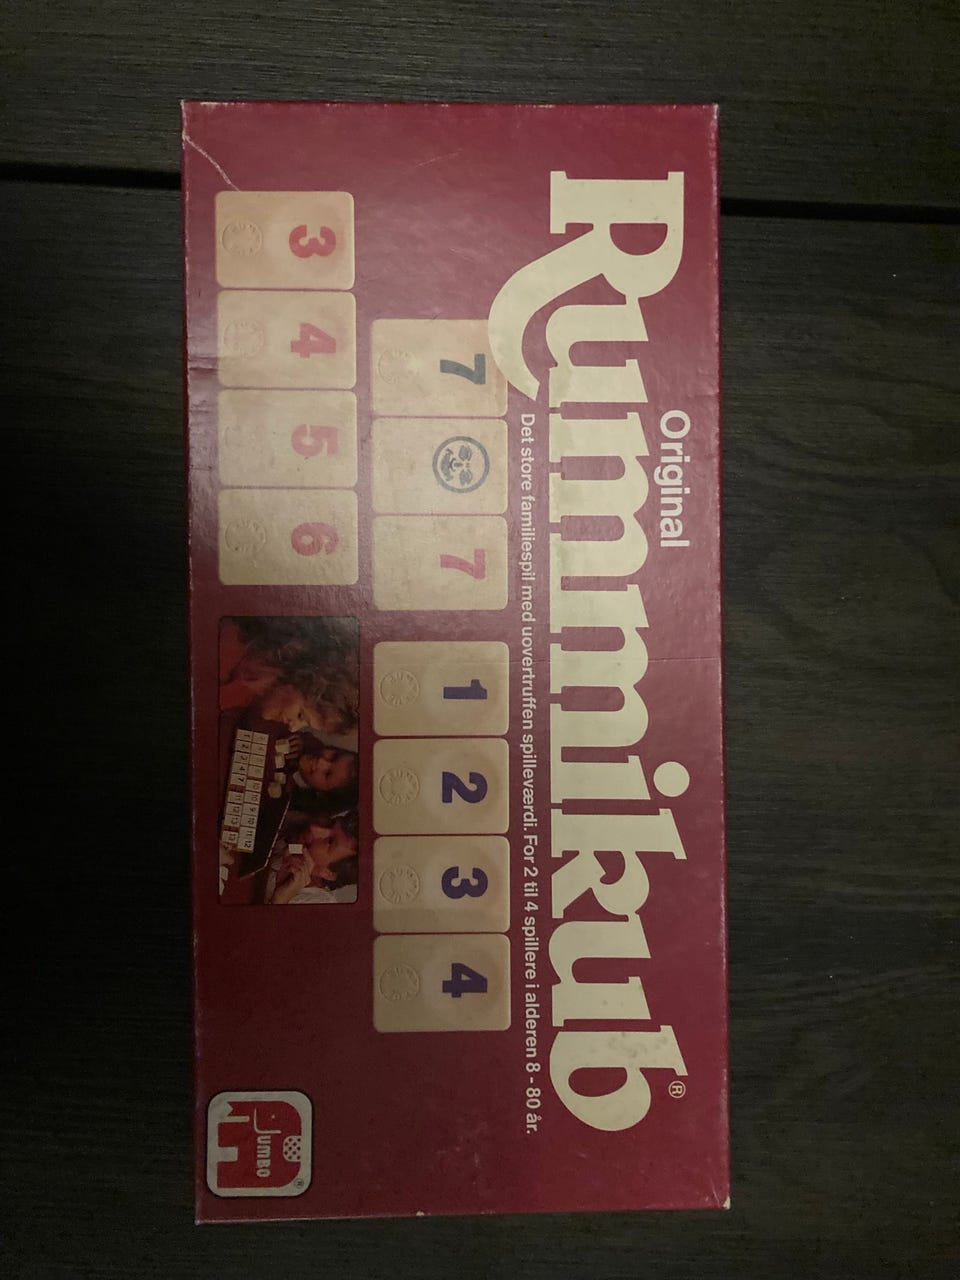 Original
Rummikub®
Det store familiespil med uovertruffen spilleværdi. For 2 til 4 spillere i alderen 8 - 80 år.
7 7 1 2 3 4
3 4 5 6
JUMBO®